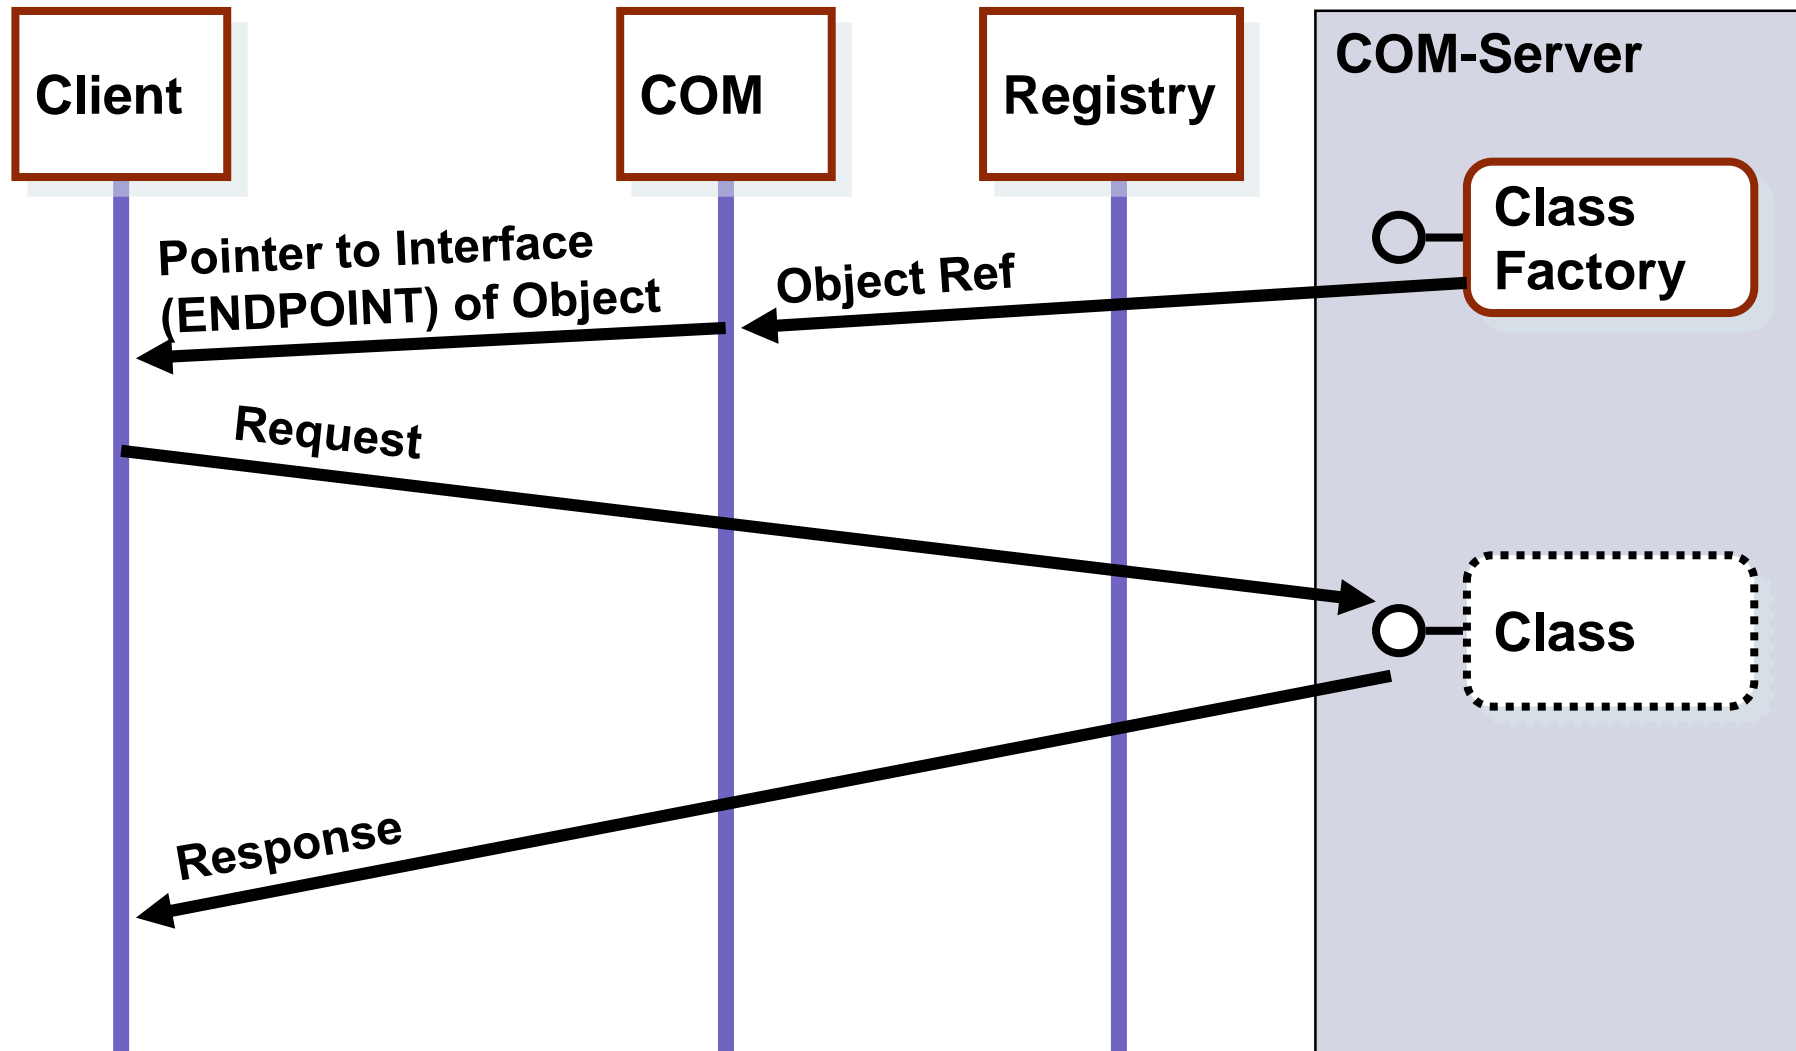 Client
COM
Registry
COM-Server
Class
Factory
Pointer to Interface
(ENDPOINT) of Object
Object Ref
Request
Class
Response